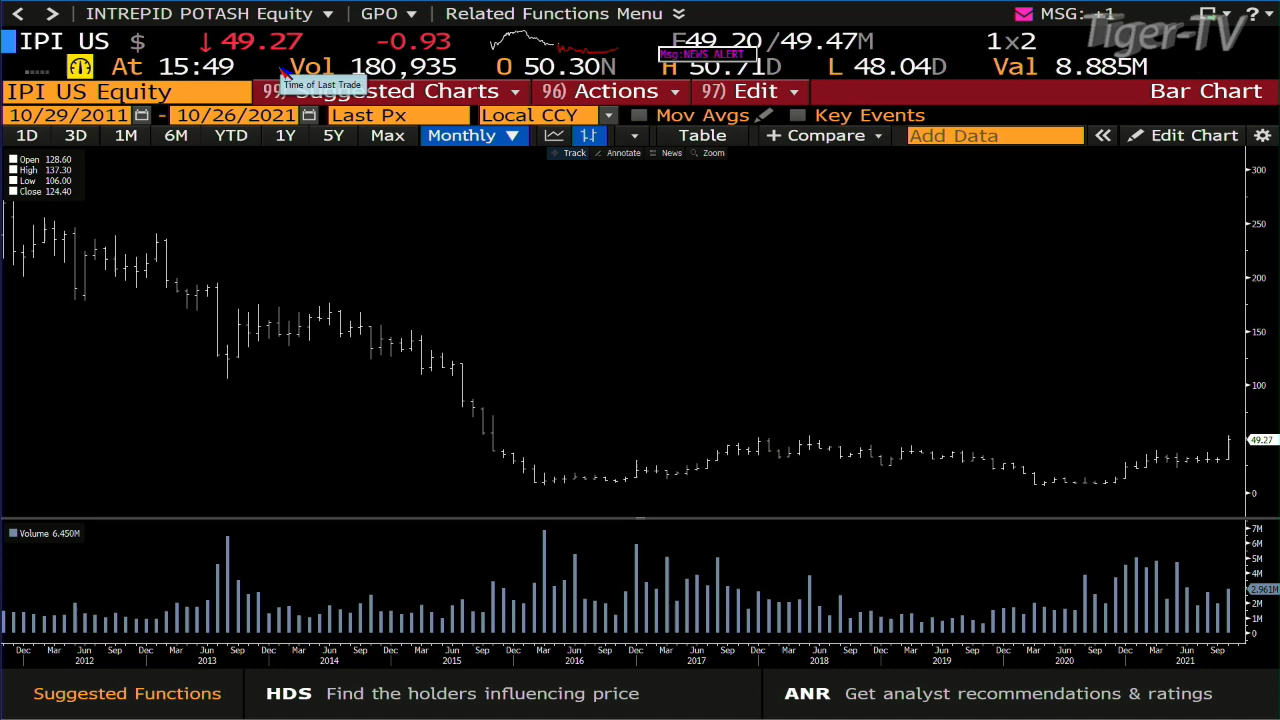 INTREPID POTASH Equity | GPO | Related Functions Menu MSG: +1 ?
Tiger-TV
IPI US $ ↓ 49.27 -0.93 49.20/49.47M 1x2
Msg:NEWS ALERT
At 15:49 Vol 180,935 O 50.30N H 50.71D L 48.04D Val 8.885M
Time of Last Trade
IPI US Equity 99) Suggested Charts 96) Actions 97) Edit Bar Chart
10/29/2011 - 10/26/2021 Last Px Local CCY Mov Avgs Key Events
1D 3D 1M 6M YTD 1Y 5Y Max Monthly ▼ Table + Compare Add Data « Edit Chart
Track Annotate News Zoom
Open 128.60
High 137.30
Low 106.00
Close 124.40
300
250
200
150
100
49.27
0
Volume 6.450M
7M
6M
5M
4M
2.961M
2M
1M
0
Dec Mar Jun Sep Dec Mar Jun Sep Dec Mar Jun Sep Dec Mar Jun Sep Dec Mar Jun Sep Dec Mar Jun Sep Dec Mar Jun Sep Dec Mar Jun Sep Dec Mar Jun Sep Dec Mar Jun Sep
2012 2013 2014 2015 2016 2017 2018 2019 2020 2021
Suggested Functions HDS Find the holders influencing price ANR Get analyst recommendations & ratings